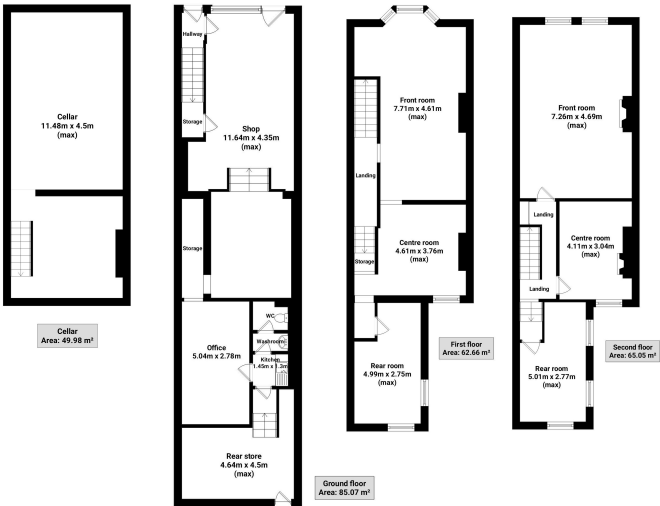 Cellar
11.48m x 4.5m
(max)
Cellar
Area: 49.98 m²
Hallway
Storage
Shop
11.64m x 4.35m
(max)
Storage
WC
Washroom
Office
5.04m x 2.78m
Kitchen
1.45m x 1.3m
Rear store
4.64m x 4.5m
(max)
Ground floor
Area: 85.07 m²
Front room
7.71m x 4.61m
(max)
Landing
Centre room
4.61m x 3.76m
(max)
Storage
Rear room
4.99m x 2.75m
(max)
First floor
Area: 62.66 m²
Front room
7.26m x 4.69m
(max)
Landing
Centre room
4.11m x 3.04m
(max)
Landing
Rear room
5.01m x 2.77m
(max)
Second floor
Area: 65.05 m²